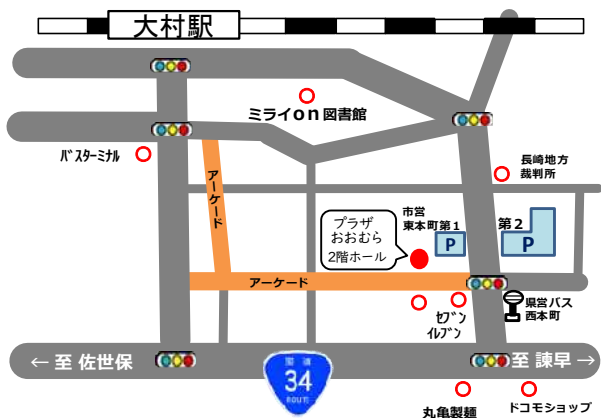 大村駅
ミライon図書館
バスターミナル
長崎地方
裁判所
アーケード
市営
東本町第1
第2
プラザ
おおむら
2階ホール
P
P
アーケード
セブン
イレブン
県営バス
西本町
← 至 佐世保
国道
34
ROUTE
至 諫早 →
丸亀製麺
ドコモショップ